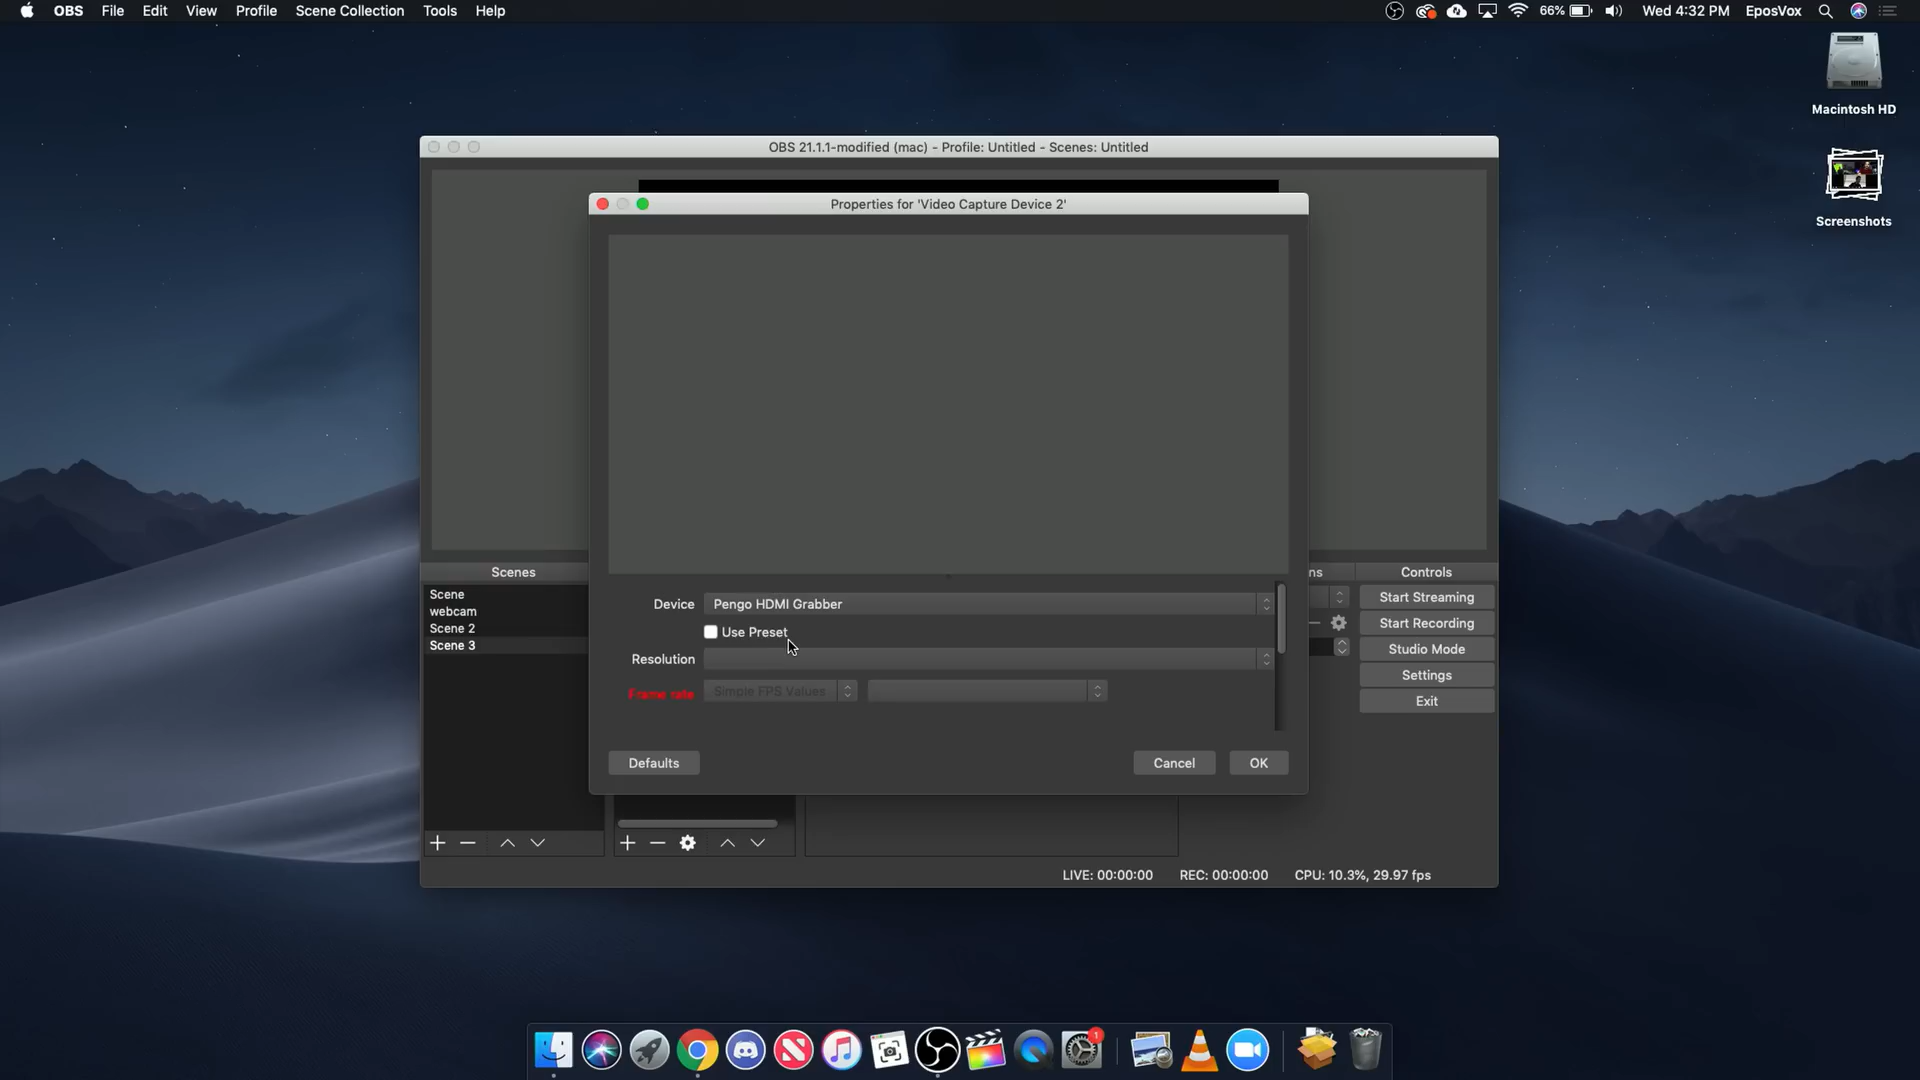 OBS File Edit View Profile Scene Collection Tools Help
66% Wed 4:32 PM EposVox
Macintosh HD
Screenshots
OBS 21.1.1-modified (mac) - Profile: Untitled - Scenes: Untitled
Properties for 'Video Capture Device 2'
Scenes
ns
Controls
Scene
webcam
Scene 2
Scene 3
Device Pengo HDMI Grabber
Use Preset
Resolution
Frame rate Simple FPS Values
Start Streaming
Start Recording
Studio Mode
Settings
Exit
Defaults
Cancel
OK
LIVE: 00:00:00 REC: 00:00:00 CPU: 10.3%, 29.97 fps
1